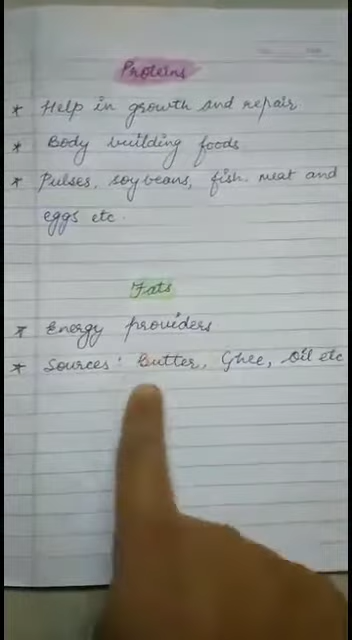 Proteins
* Help in growth and repair
* Body building foods
* Pulses, soybeans, fish, meat and
eggs etc.
Fats
* Energy providers
* Sources: Butter, Ghee, Oil etc